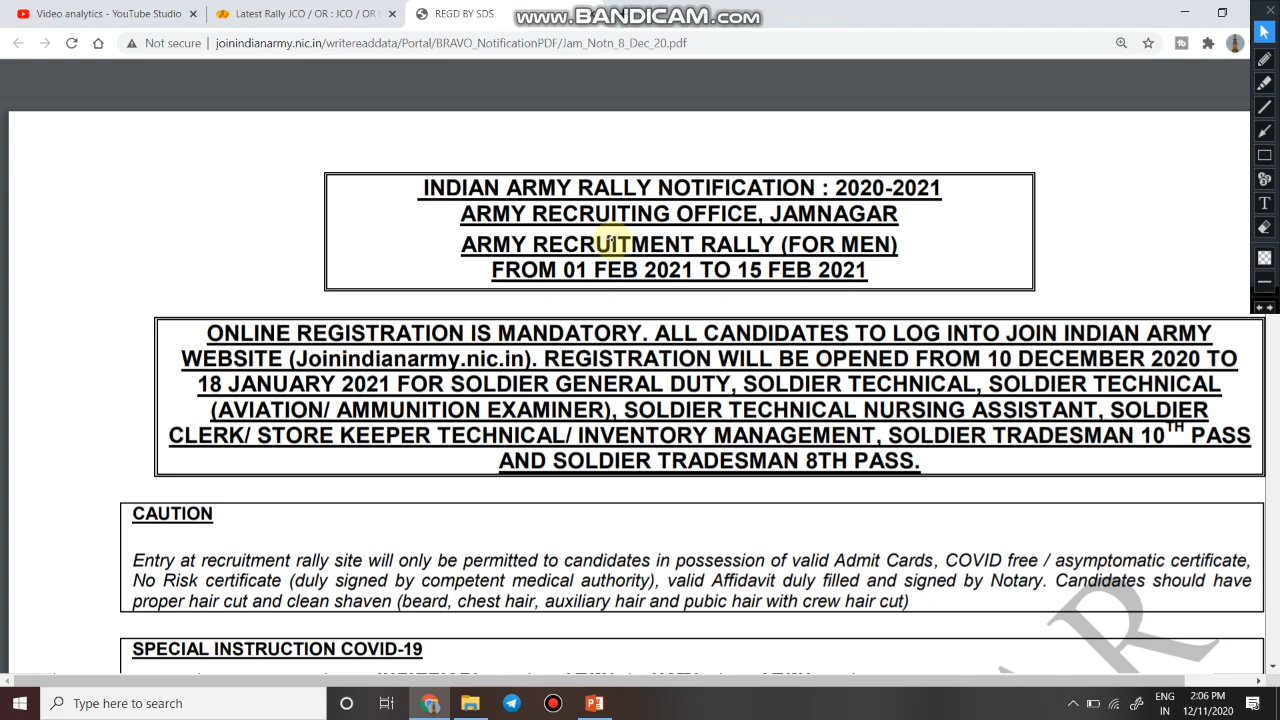 Video analytics - YouTube Studio
Latest Rally JCO / OR : JCO / OR
REGD BY SDS
www.BANDICAM.com
Not secure
joinindianarmy.nic.in/writereaddata/Portal/BRAVO_NotificationPDF/Jam_Notn_8_Dec_20.pdf
INDIAN ARMY RALLY NOTIFICATION : 2020-2021
ARMY RECRUITING OFFICE, JAMNAGAR
ARMY RECRUITMENT RALLY (FOR MEN)
FROM 01 FEB 2021 TO 15 FEB 2021
ONLINE REGISTRATION IS MANDATORY. ALL CANDIDATES TO LOG INTO JOIN INDIAN ARMY
WEBSITE (Joinindianarmy.nic.in). REGISTRATION WILL BE OPENED FROM 10 DECEMBER 2020 TO
18 JANUARY 2021 FOR SOLDIER GENERAL DUTY, SOLDIER TECHNICAL, SOLDIER TECHNICAL
(AVIATION/ AMMUNITION EXAMINER), SOLDIER TECHNICAL NURSING ASSISTANT, SOLDIER
CLERK/ STORE KEEPER TECHNICAL/ INVENTORY MANAGEMENT, SOLDIER TRADESMAN 10TH PASS
AND SOLDIER TRADESMAN 8TH PASS.
CAUTION
Entry at recruitment rally site will only be permitted to candidates in possession of valid Admit Cards, COVID free / asymptomatic certificate,
No Risk certificate (duly signed by competent medical authority), valid Affidavit duly filled and signed by Notary. Candidates should have
proper hair cut and clean shaven (beard, chest hair, auxiliary hair and pubic hair with crew hair cut)
SPECIAL INSTRUCTION COVID-19
Type here to search
ENG
IN
2:06 PM
12/11/2020